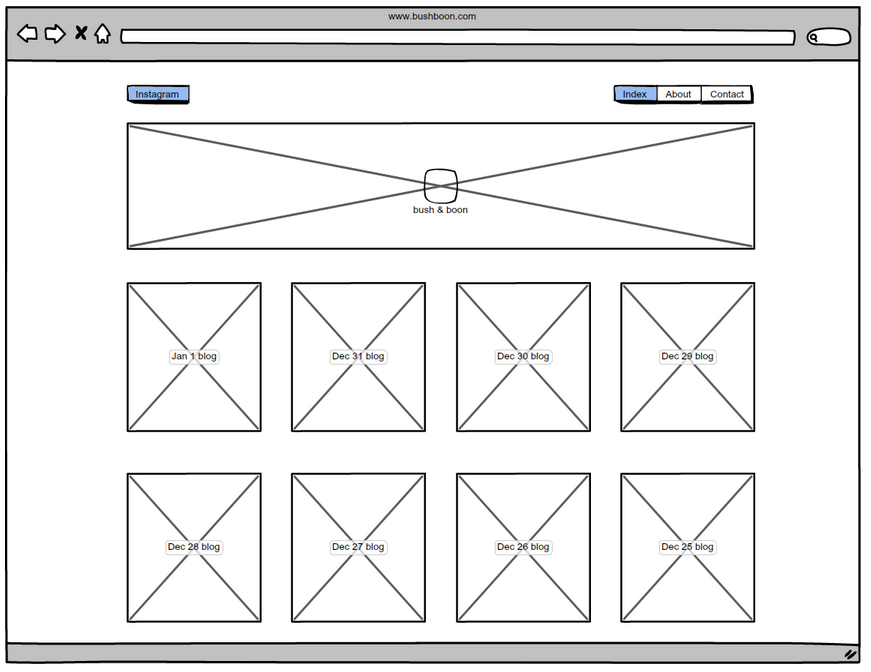 www.bushboon.com
Instagram
Index About Contact
bush & boon
Jan 1 blog
Dec 31 blog
Dec 30 blog
Dec 29 blog
Dec 28 blog
Dec 27 blog
Dec 26 blog
Dec 25 blog